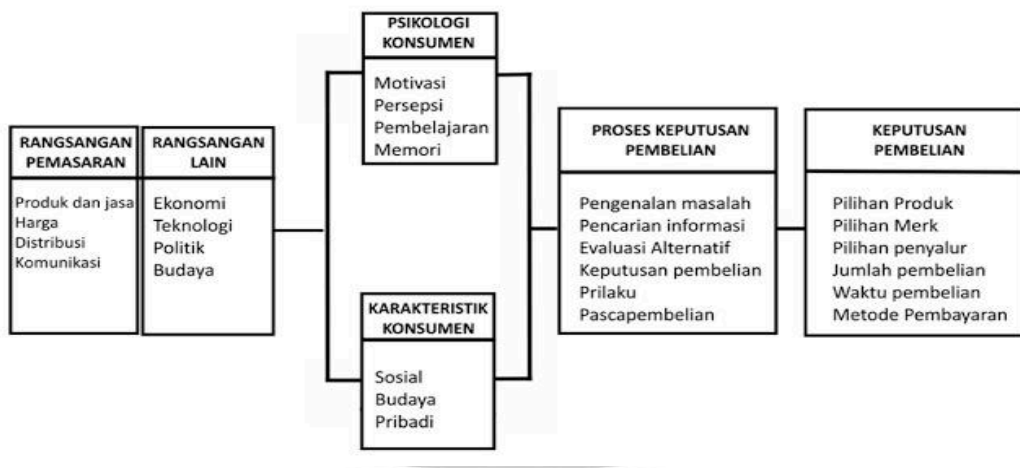 RANGSANGAN
PEMASARAN
Produk dan jasa
Harga
Distribusi
Komunikasi
RANGSANGAN
LAIN
Ekonomi
Teknologi
Politik
Budaya
PSIKOLOGI
KONSUMEN
Motivasi
Persepsi
Pembelajaran
Memori
KARAKTERISTIK
KONSUMEN
Sosial
Budaya
Pribadi
PROSES KEPUTUSAN
PEMBELIAN
Pengenalan masalah
Pencarian informasi
Evaluasi Alternatif
Keputusan pembelian
Prilaku
Pascapembelian
KEPUTUSAN
PEMBELIAN
Pilihan Produk
Pilihan Merk
Pilihan penyalur
Jumlah pembelian
Waktu pembelian
Metode Pembayaran